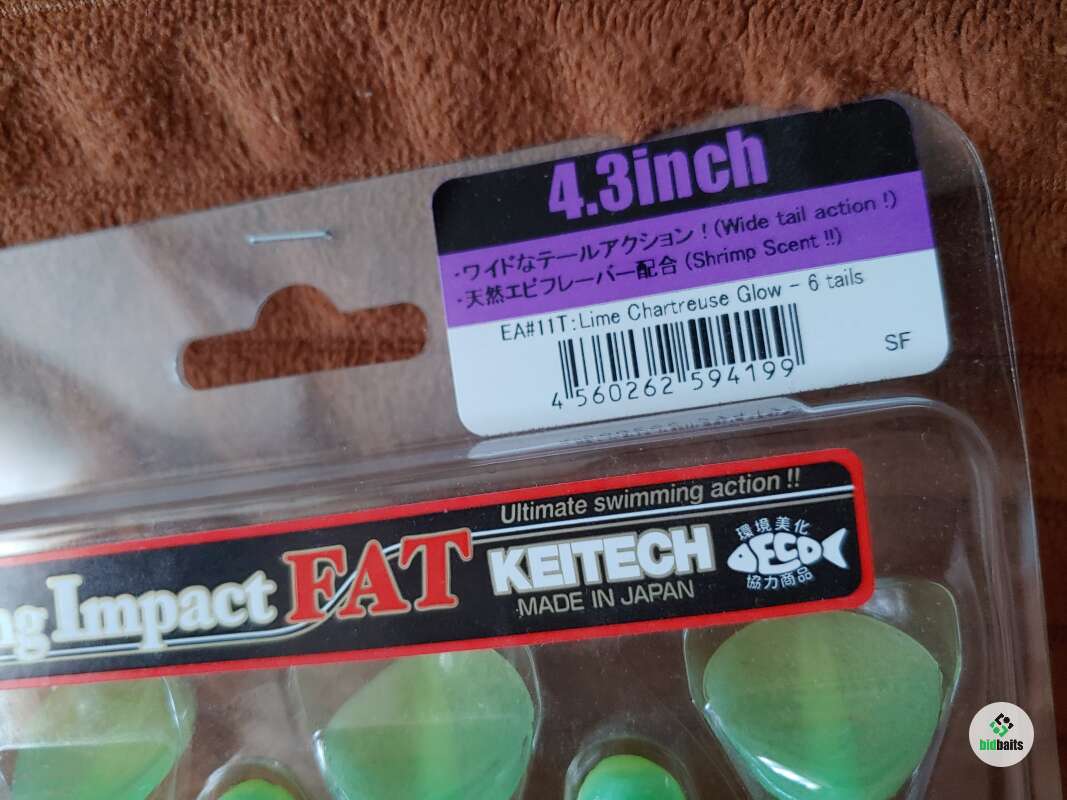 4.3inch
・ワイドなテールアクション！(Wide tail action !)
・天然エビフレーバー配合 (Shrimp Scent !!)
EA#11T:Lime Chartreuse Glow - 6 tails
4 560262 594199
SF
Ultimate swimming action !!
ng Impact FAT KEITECH
MADE IN JAPAN
環境美化
ECO
協力商品
bidbaits